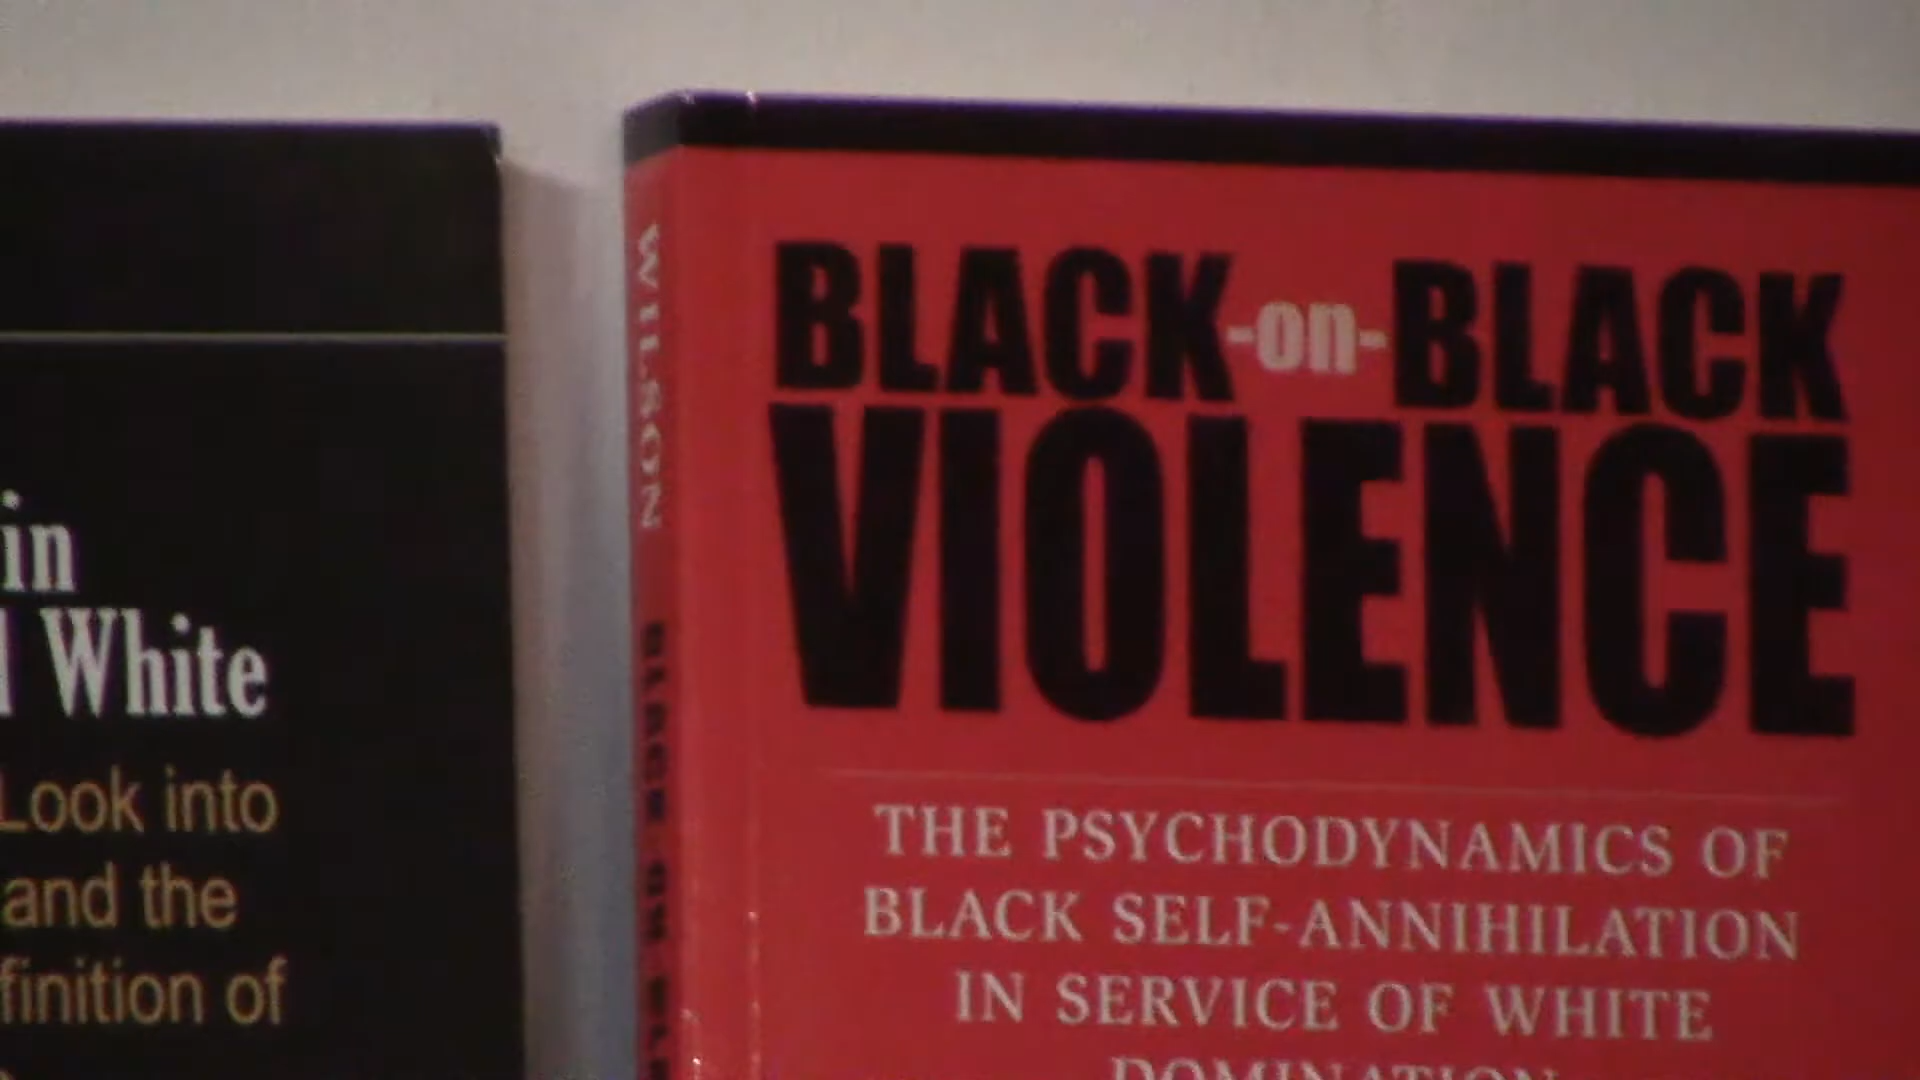 in
White
Look into
and the
finition of
WILSON
BLACK-on-BLACK
VIOLENCE
THE PSYCHODYNAMICS OF
BLACK SELF-ANNIHILATION
IN SERVICE OF WHITE
DOMINATION